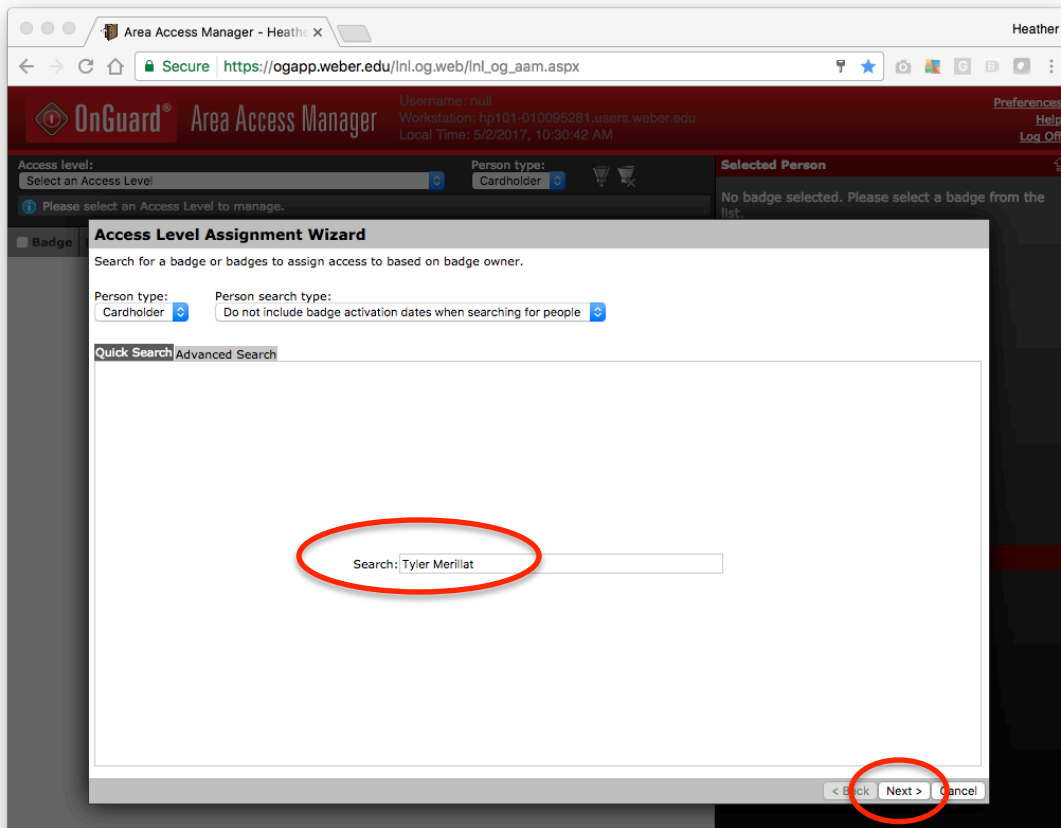 Area Access Manager - Heathe
Heather
Secure https://ogapp.weber.edu/lnl.og.web/lnl_og_aam.aspx
OnGuard® Area Access Manager
Username: null
Workstation: hp101-010095281.users.weber.edu
Local Time: 5/2/2017, 10:30:42 AM
Preferences
Help
Log Off
Access level:
Select an Access Level
Person type:
Cardholder
Please select an Access Level to manage.
Selected Person
No badge selected. Please select a badge from the
list.
Badge
Access Level Assignment Wizard
Search for a badge or badges to assign access to based on badge owner.
Person type:
Cardholder
Person search type:
Do not include badge activation dates when searching for people
Quick Search Advanced Search
Search: Tyler Merillat
< Back Next > Cancel